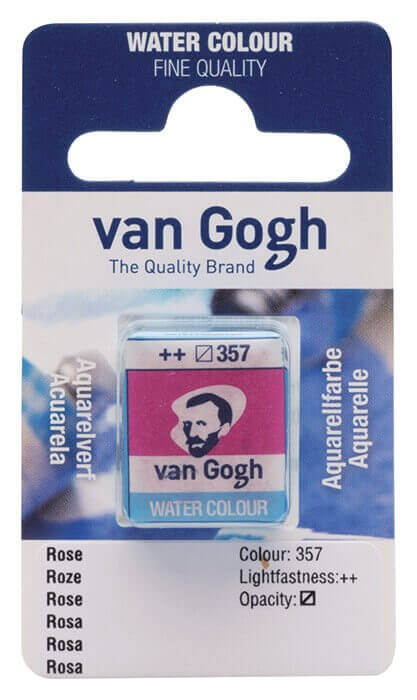 WATER COLOUR
FINE QUALITY
van Gogh
The Quality Brand
++ 357
van Gogh
WATER COLOUR
Aquarelverf
Acuarela
Aquarellfarbe
Aquarelle
Rose
Roze
Rose
Rosa
Rosa
Rosa
Colour: 357
Lightfastness:++
Opacity: